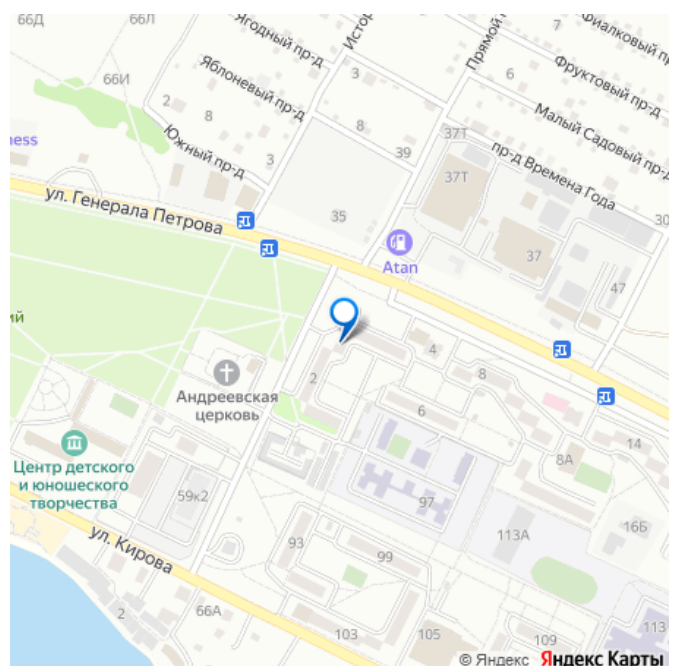 66Д
66Л
Ягодный пр-д
Истор
Прямой п
Фиалковый пр
7
66И
Яблоневый пр-д
3
6
Фруктовый пр-д
2
8
8
37Т
Малый Садовый пр-д
ness
Южный пр-д
3
39
пр-д Времена Года
37Т
ул. Генерала Петрова
35
30
Atan
37
47
ий
4
Андреевская
церковь
2
8
6
14
Центр детского
и юношеского
творчества
8А
59к2
97
113А
16Б
ул. Кирова
93
99
2
66А
103
105
109
113
© Яндекс Яндекс Карты